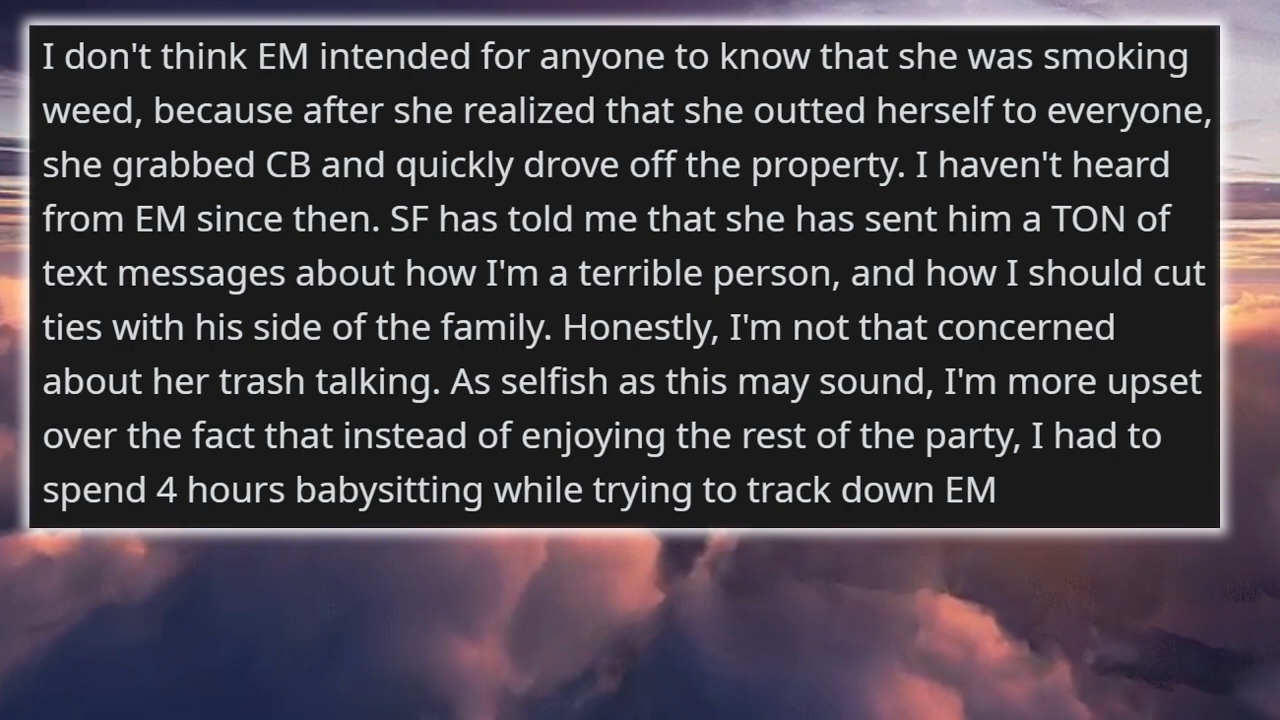 I don't think EM intended for anyone to know that she was smoking
weed, because after she realized that she outted herself to everyone,
she grabbed CB and quickly drove off the property. I haven't heard
from EM since then. SF has told me that she has sent him a TON of
text messages about how I'm a terrible person, and how I should cut
ties with his side of the family. Honestly, I'm not that concerned
about her trash talking. As selfish as this may sound, I'm more upset
over the fact that instead of enjoying the rest of the party, I had to
spend 4 hours babysitting while trying to track down EM